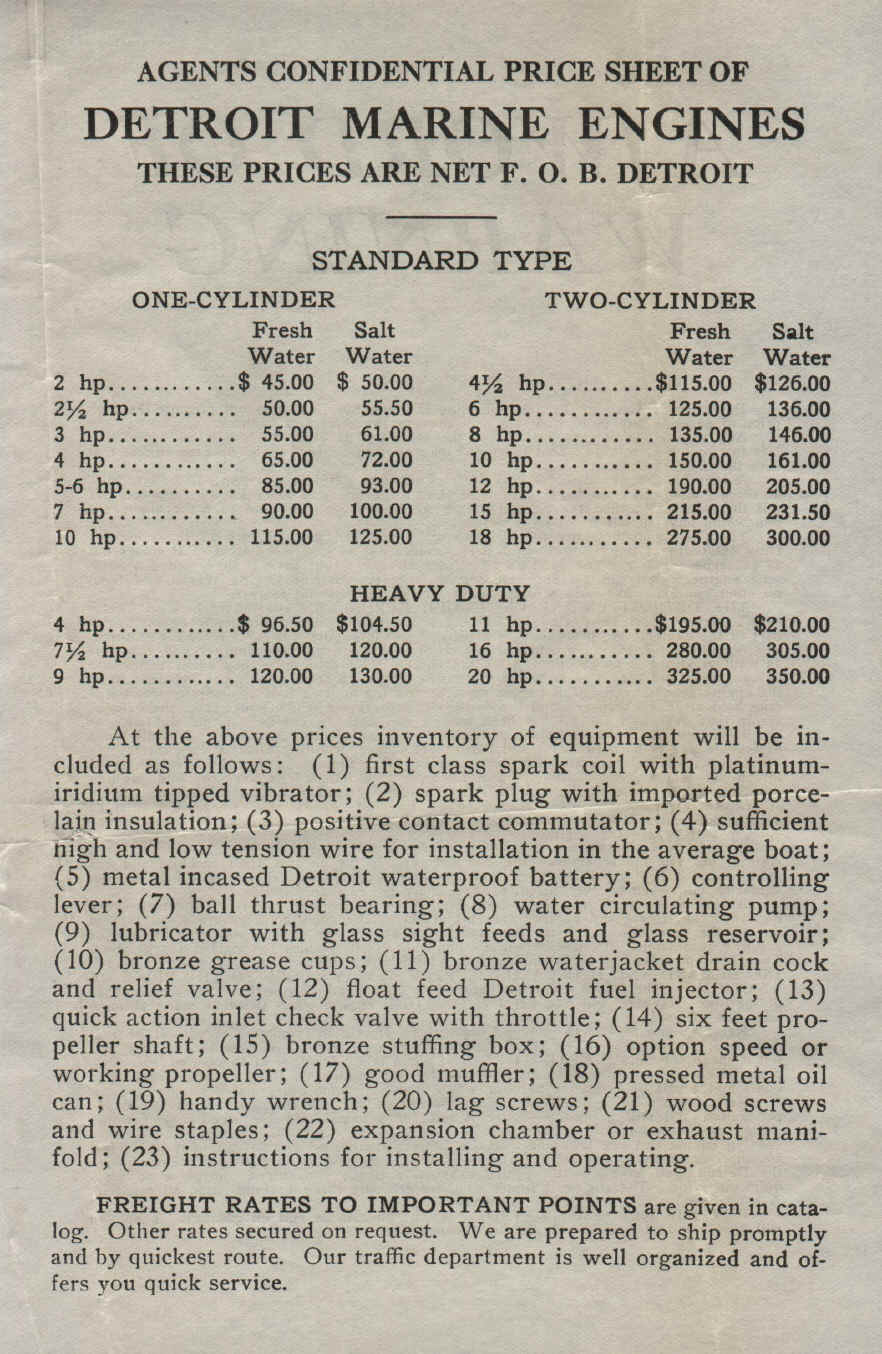 AGENTS CONFIDENTIAL PRICE SHEET OF
DETROIT MARINE ENGINES
THESE PRICES ARE NET F. O. B. DETROIT
STANDARD TYPE
ONE-CYLINDER TWO-CYLINDER
Fresh Salt Fresh Salt
Water Water Water Water
2 hp............$ 45.00 $ 50.00 4½ hp..........$115.00 $126.00
2½ hp.......... 50.00 55.50 6 hp............ 125.00 136.00
3 hp............ 55.00 61.00 8 hp............ 135.00 146.00
4 hp............ 65.00 72.00 10 hp........... 150.00 161.00
5-6 hp.......... 85.00 93.00 12 hp........... 190.00 205.00
7 hp............ 90.00 100.00 15 hp........... 215.00 231.50
10 hp........... 115.00 125.00 18 hp........... 275.00 300.00
HEAVY DUTY
4 hp............$ 96.50 $104.50 11 hp...........$195.00 $210.00
7½ hp.......... 110.00 120.00 16 hp........... 280.00 305.00
9 hp............ 120.00 130.00 20 hp........... 325.00 350.00
At the above prices inventory of equipment will be in-
cluded as follows: (1) first class spark coil with platinum-
iridium tipped vibrator; (2) spark plug with imported porce-
lain insulation; (3) positive contact commutator; (4) sufficient
high and low tension wire for installation in the average boat;
(5) metal incased Detroit waterproof battery; (6) controlling
lever; (7) ball thrust bearing; (8) water circulating pump;
(9) lubricator with glass sight feeds and glass reservoir;
(10) bronze grease cups; (11) bronze waterjacket drain cock
and relief valve; (12) float feed Detroit fuel injector; (13)
quick action inlet check valve with throttle; (14) six feet pro-
peller shaft; (15) bronze stuffing box; (16) option speed or
working propeller; (17) good muffler; (18) pressed metal oil
can; (19) handy wrench; (20) lag screws; (21) wood screws
and wire staples; (22) expansion chamber or exhaust mani-
fold; (23) instructions for installing and operating.
FREIGHT RATES TO IMPORTANT POINTS are given in cata-
log. Other rates secured on request. We are prepared to ship promptly
and by quickest route. Our traffic department is well organized and of-
fers you quick service.